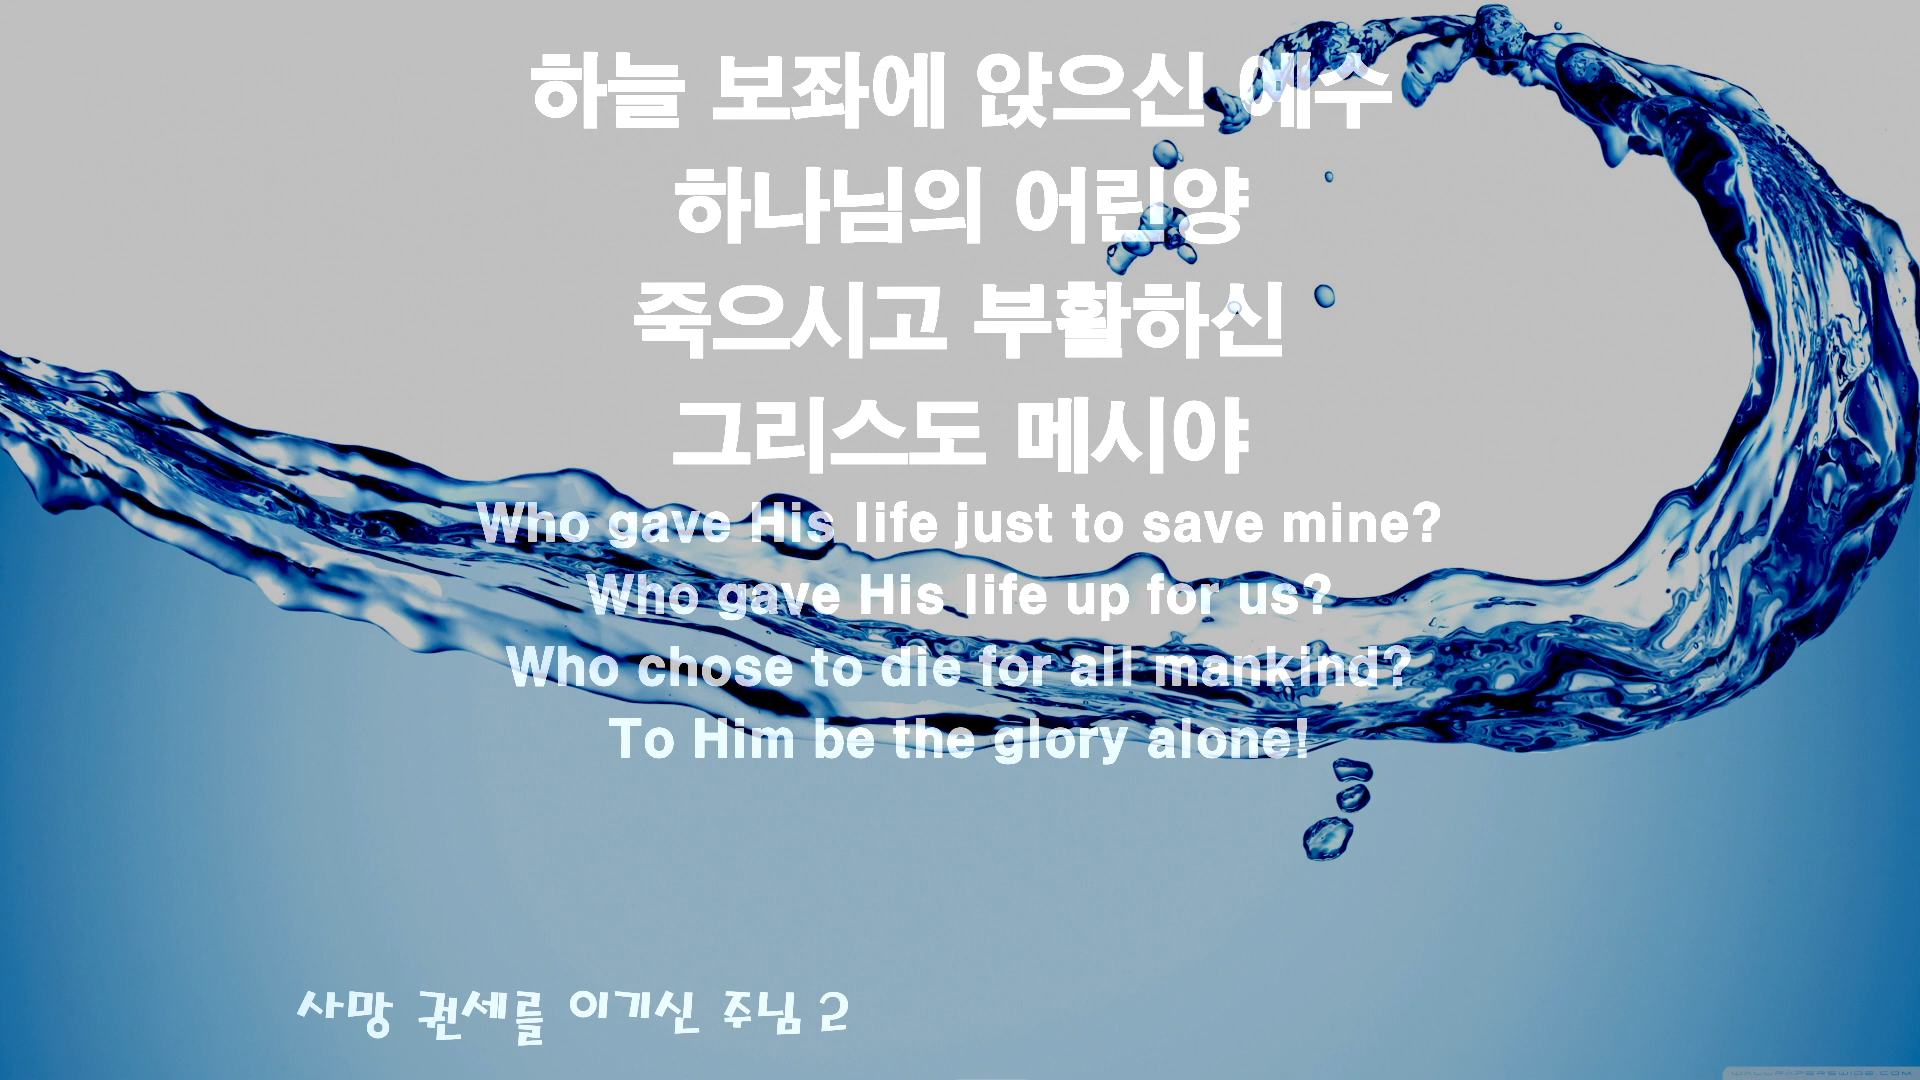 하늘 보좌에 앉으신 예수
하나님의 어린양
죽으시고 부활하신
그리스도 메시야
Who gave His life just to save mine?
Who gave His life up for us?
Who chose to die for all mankind?
To Him be the glory alone!
사망 권세를 이기신 주님 2
WALLPAPERSWIDE.COM